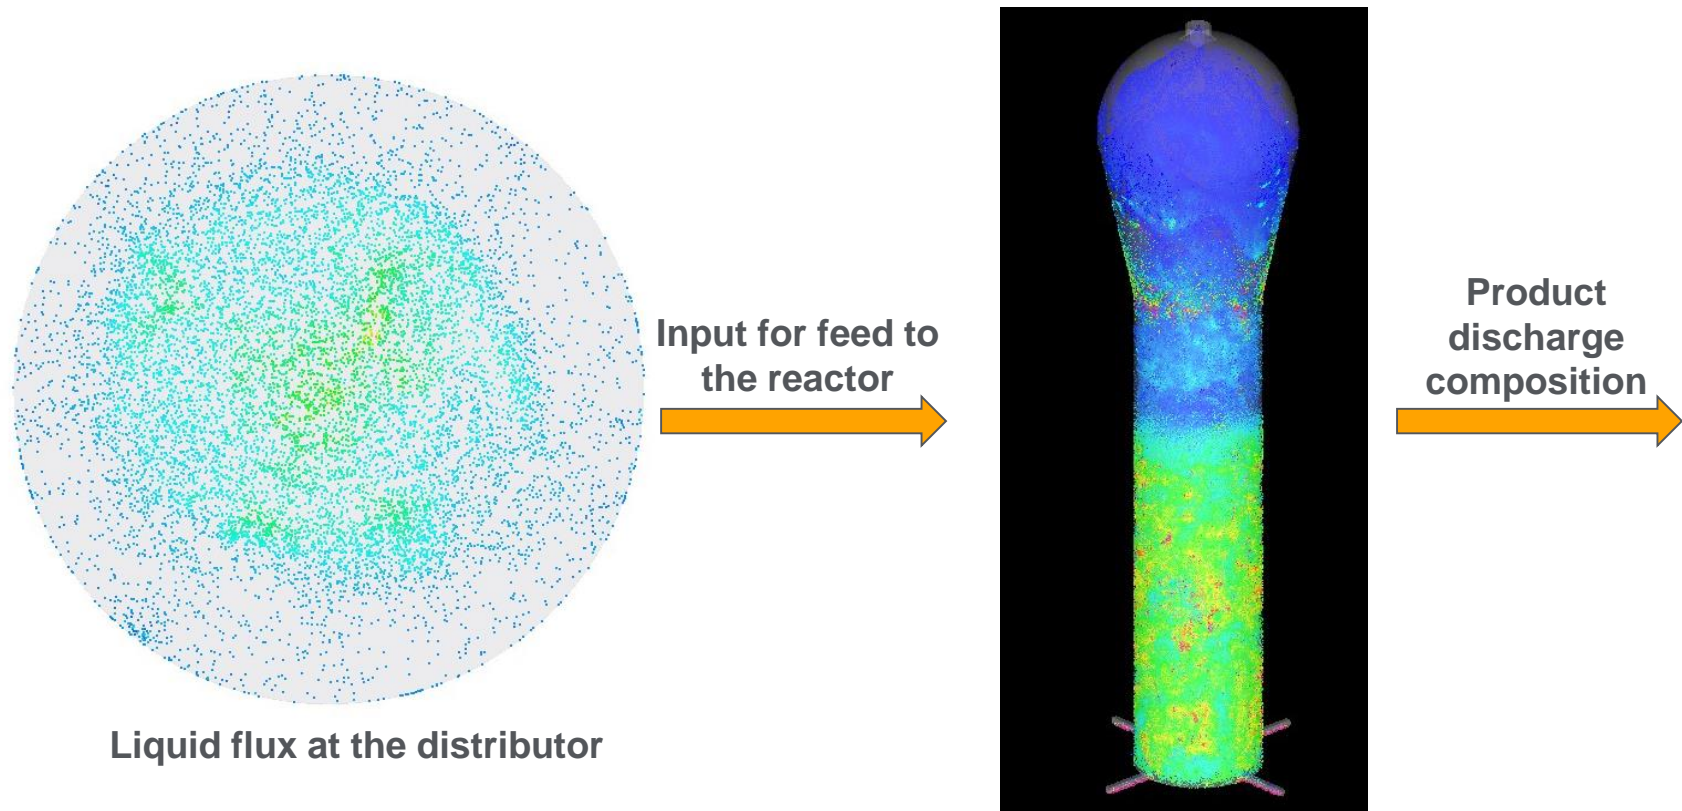 Liquid flux at the distributor
Input for feed to
the reactor
Product
discharge
composition